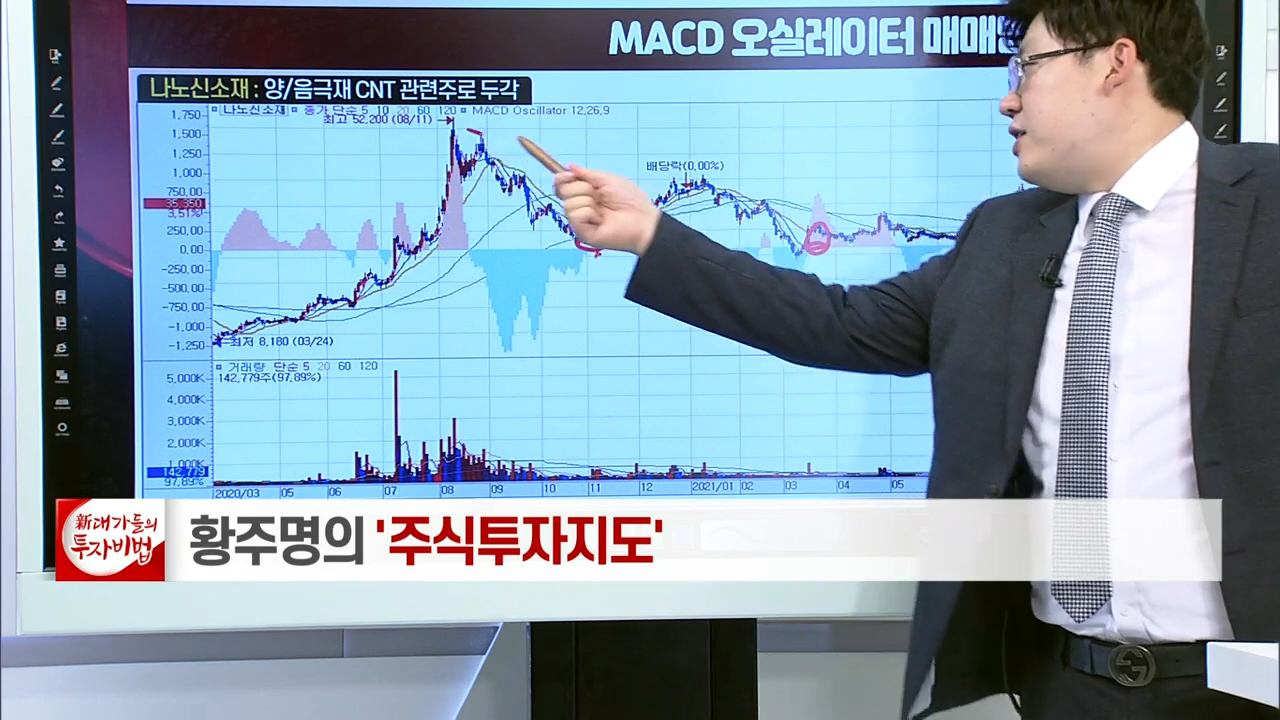 MACD 오실레이터 매매
나노신소재 : 양/음극재 CNT 관련주로 두각
나노신소재 종가 단순 5 10 20 60 120 MACD Oscillator 12,26,9
최고 52,200 (08/11)
1,750
1,500
1,250
1,000
750,00
35,350
3,51%
250,00
0,00
-250,00
-500,00
-750,00
-1,000
-1,250
배당락(0,00%)
최저 8,180 (03/24)
거래량 단순 5 20 60 120
142,779주(97,89%)
5,000K
4,000K
3,000K
2,000K
1,000K
142,779
97,89%
2020/03 05 06 07 08 09 10 11 12 2021/01 02 03 04 05
新대가들의
투자비법
황주명의 '주식투자지도'